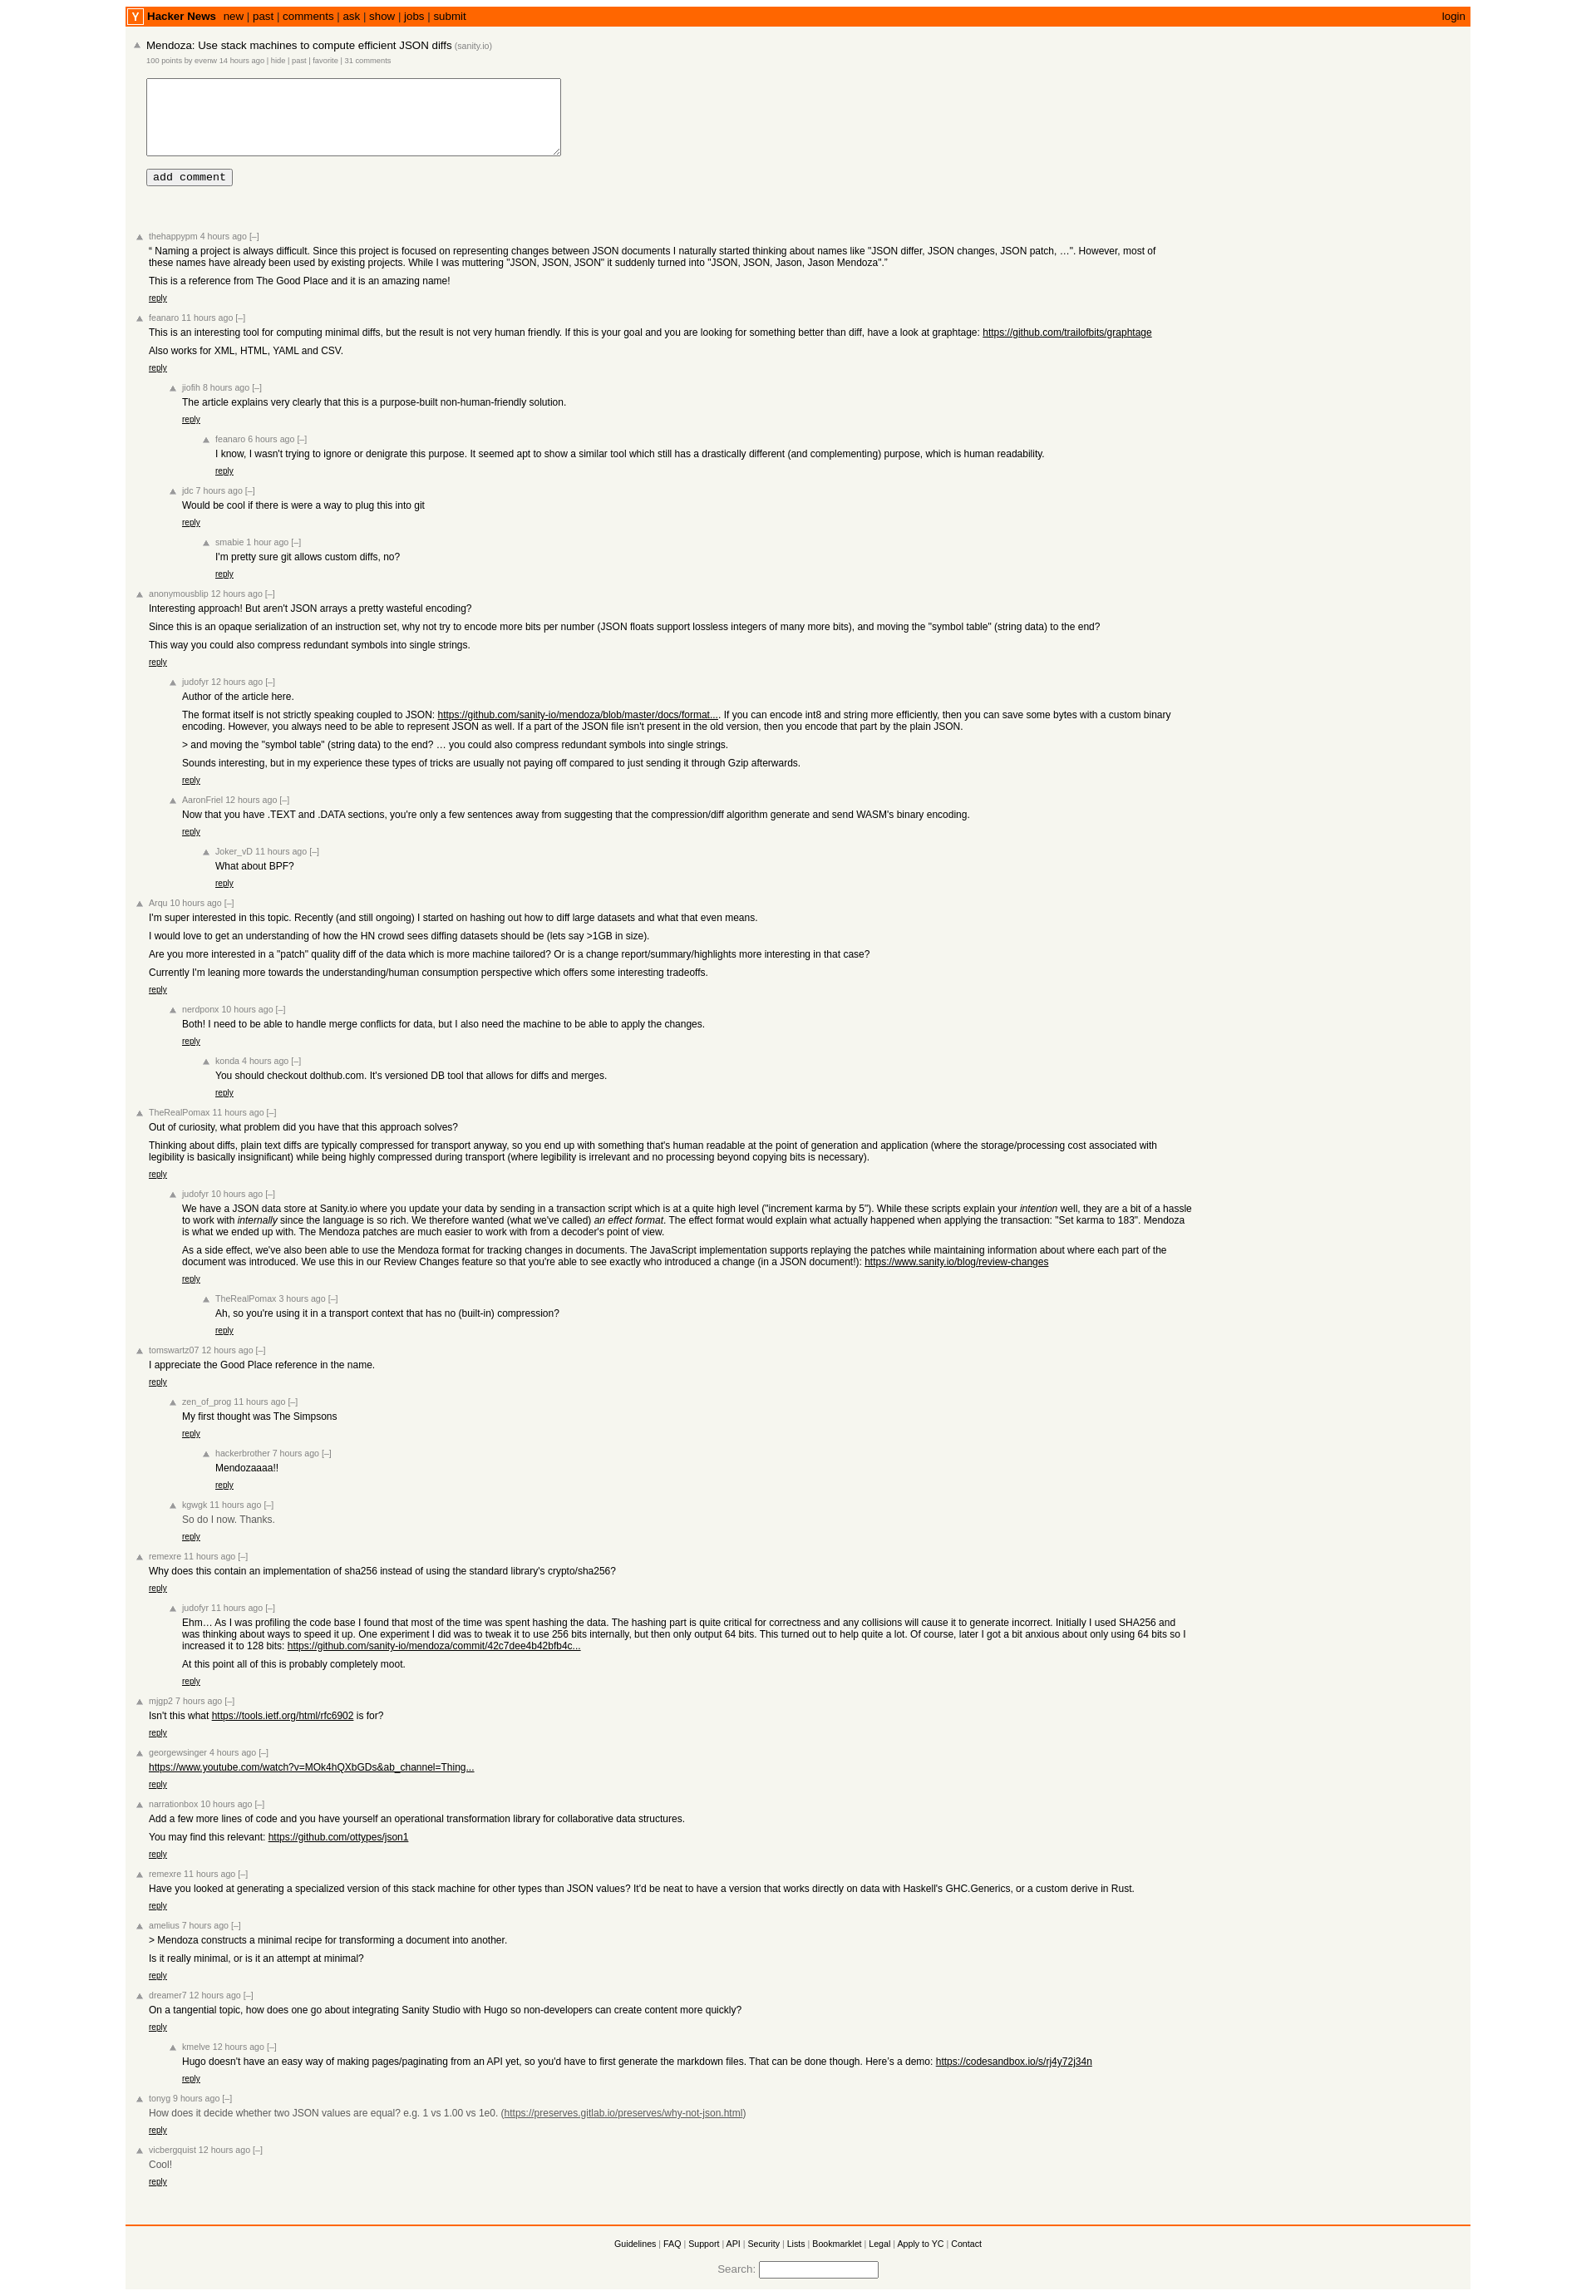 Y Hacker News new | past | comments | ask | show | jobs | submit login
Mendoza: Use stack machines to compute efficient JSON diffs (sanity.io)
100 points by evenw 14 hours ago | hide | past | favorite | 31 comments
add comment
thehappypm 4 hours ago [–]
“ Naming a project is always difficult. Since this project is focused on representing changes between JSON documents I naturally started thinking about names like "JSON differ, JSON changes, JSON patch, …". However, most of
these names have already been used by existing projects. While I was muttering "JSON, JSON, JSON" it suddenly turned into "JSON, JSON, Jason, Jason Mendoza".”
This is a reference from The Good Place and it is an amazing name!
reply
feanaro 11 hours ago [–]
This is an interesting tool for computing minimal diffs, but the result is not very human friendly. If this is your goal and you are looking for something better than diff, have a look at graphtage: https://github.com/trailofbits/graphtage
Also works for XML, HTML, YAML and CSV.
reply
jiofih 8 hours ago [–]
The article explains very clearly that this is a purpose-built non-human-friendly solution.
reply
feanaro 6 hours ago [–]
I know, I wasn't trying to ignore or denigrate this purpose. It seemed apt to show a similar tool which still has a drastically different (and complementing) purpose, which is human readability.
reply
jdc 7 hours ago [–]
Would be cool if there is were a way to plug this into git
reply
smabie 1 hour ago [–]
I'm pretty sure git allows custom diffs, no?
reply
anonymousblip 12 hours ago [–]
Interesting approach! But aren't JSON arrays a pretty wasteful encoding?
Since this is an opaque serialization of an instruction set, why not try to encode more bits per number (JSON floats support lossless integers of many more bits), and moving the "symbol table" (string data) to the end?
This way you could also compress redundant symbols into single strings.
reply
judofyr 12 hours ago [–]
Author of the article here.
The format itself is not strictly speaking coupled to JSON: https://github.com/sanity-io/mendoza/blob/master/docs/format.... If you can encode int8 and string more efficiently, then you can save some bytes with a custom binary
encoding. However, you always need to be able to represent JSON as well. If a part of the JSON file isn't present in the old version, then you encode that part by the plain JSON.
> and moving the "symbol table" (string data) to the end? … you could also compress redundant symbols into single strings.
Sounds interesting, but in my experience these types of tricks are usually not paying off compared to just sending it through Gzip afterwards.
reply
AaronFriel 12 hours ago [–]
Now that you have .TEXT and .DATA sections, you're only a few sentences away from suggesting that the compression/diff algorithm generate and send WASM's binary encoding.
reply
Joker_vD 11 hours ago [–]
What about BPF?
reply
Arqu 10 hours ago [–]
I'm super interested in this topic. Recently (and still ongoing) I started on hashing out how to diff large datasets and what that even means.
I would love to get an understanding of how the HN crowd sees diffing datasets should be (lets say >1GB in size).
Are you more interested in a "patch" quality diff of the data which is more machine tailored? Or is a change report/summary/highlights more interesting in that case?
Currently I'm leaning more towards the understanding/human consumption perspective which offers some interesting tradeoffs.
reply
nerdponx 10 hours ago [–]
Both! I need to be able to handle merge conflicts for data, but I also need the machine to be able to apply the changes.
reply
konda 4 hours ago [–]
You should checkout dolthub.com. It's versioned DB tool that allows for diffs and merges.
reply
TheRealPomax 11 hours ago [–]
Out of curiosity, what problem did you have that this approach solves?
Thinking about diffs, plain text diffs are typically compressed for transport anyway, so you end up with something that's human readable at the point of generation and application (where the storage/processing cost associated with
legibility is basically insignificant) while being highly compressed during transport (where legibility is irrelevant and no processing beyond copying bits is necessary).
reply
judofyr 10 hours ago [–]
We have a JSON data store at Sanity.io where you update your data by sending in a transaction script which is at a quite high level ("increment karma by 5"). While these scripts explain your intention well, they are a bit of a hassle
to work with internally since the language is so rich. We therefore wanted (what we've called) an effect format. The effect format would explain what actually happened when applying the transaction: "Set karma to 183". Mendoza
is what we ended up with. The Mendoza patches are much easier to work with from a decoder's point of view.
As a side effect, we've also been able to use the Mendoza format for tracking changes in documents. The JavaScript implementation supports replaying the patches while maintaining information about where each part of the
document was introduced. We use this in our Review Changes feature so that you're able to see exactly who introduced a change (in a JSON document!): https://www.sanity.io/blog/review-changes
reply
TheRealPomax 3 hours ago [–]
Ah, so you're using it in a transport context that has no (built-in) compression?
reply
tomswartz07 12 hours ago [–]
I appreciate the Good Place reference in the name.
reply
zen_of_prog 11 hours ago [–]
My first thought was The Simpsons
reply
hackerbrother 7 hours ago [–]
Mendozaaaa!!
reply
kgwgk 11 hours ago [–]
So do I now. Thanks.
reply
remexre 11 hours ago [–]
Why does this contain an implementation of sha256 instead of using the standard library's crypto/sha256?
reply
judofyr 11 hours ago [–]
Ehm… As I was profiling the code base I found that most of the time was spent hashing the data. The hashing part is quite critical for correctness and any collisions will cause it to generate incorrect. Initially I used SHA256 and
was thinking about ways to speed it up. One experiment I did was to tweak it to use 256 bits internally, but then only output 64 bits. This turned out to help quite a lot. Of course, later I got a bit anxious about only using 64 bits so I
increased it to 128 bits: https://github.com/sanity-io/mendoza/commit/42c7dee4b42bfb4c...
At this point all of this is probably completely moot.
reply
mjgp2 7 hours ago [–]
Isn't this what https://tools.ietf.org/html/rfc6902 is for?
reply
georgewsinger 4 hours ago [–]
https://www.youtube.com/watch?v=MOk4hQXbGDs&ab_channel=Thing...
reply
narrationbox 10 hours ago [–]
Add a few more lines of code and you have yourself an operational transformation library for collaborative data structures.
You may find this relevant: https://github.com/ottypes/json1
reply
remexre 11 hours ago [–]
Have you looked at generating a specialized version of this stack machine for other types than JSON values? It'd be neat to have a version that works directly on data with Haskell's GHC.Generics, or a custom derive in Rust.
reply
amelius 7 hours ago [–]
> Mendoza constructs a minimal recipe for transforming a document into another.
Is it really minimal, or is it an attempt at minimal?
reply
dreamer7 12 hours ago [–]
On a tangential topic, how does one go about integrating Sanity Studio with Hugo so non-developers can create content more quickly?
reply
kmelve 12 hours ago [–]
Hugo doesn't have an easy way of making pages/paginating from an API yet, so you'd have to first generate the markdown files. That can be done though. Here's a demo: https://codesandbox.io/s/rj4y72j34n
reply
tonyg 9 hours ago [–]
How does it decide whether two JSON values are equal? e.g. 1 vs 1.00 vs 1e0. (https://preserves.gitlab.io/preserves/why-not-json.html)
reply
vicbergquist 12 hours ago [–]
Cool!
reply
Guidelines | FAQ | Support | API | Security | Lists | Bookmarklet | Legal | Apply to YC | Contact
Search: